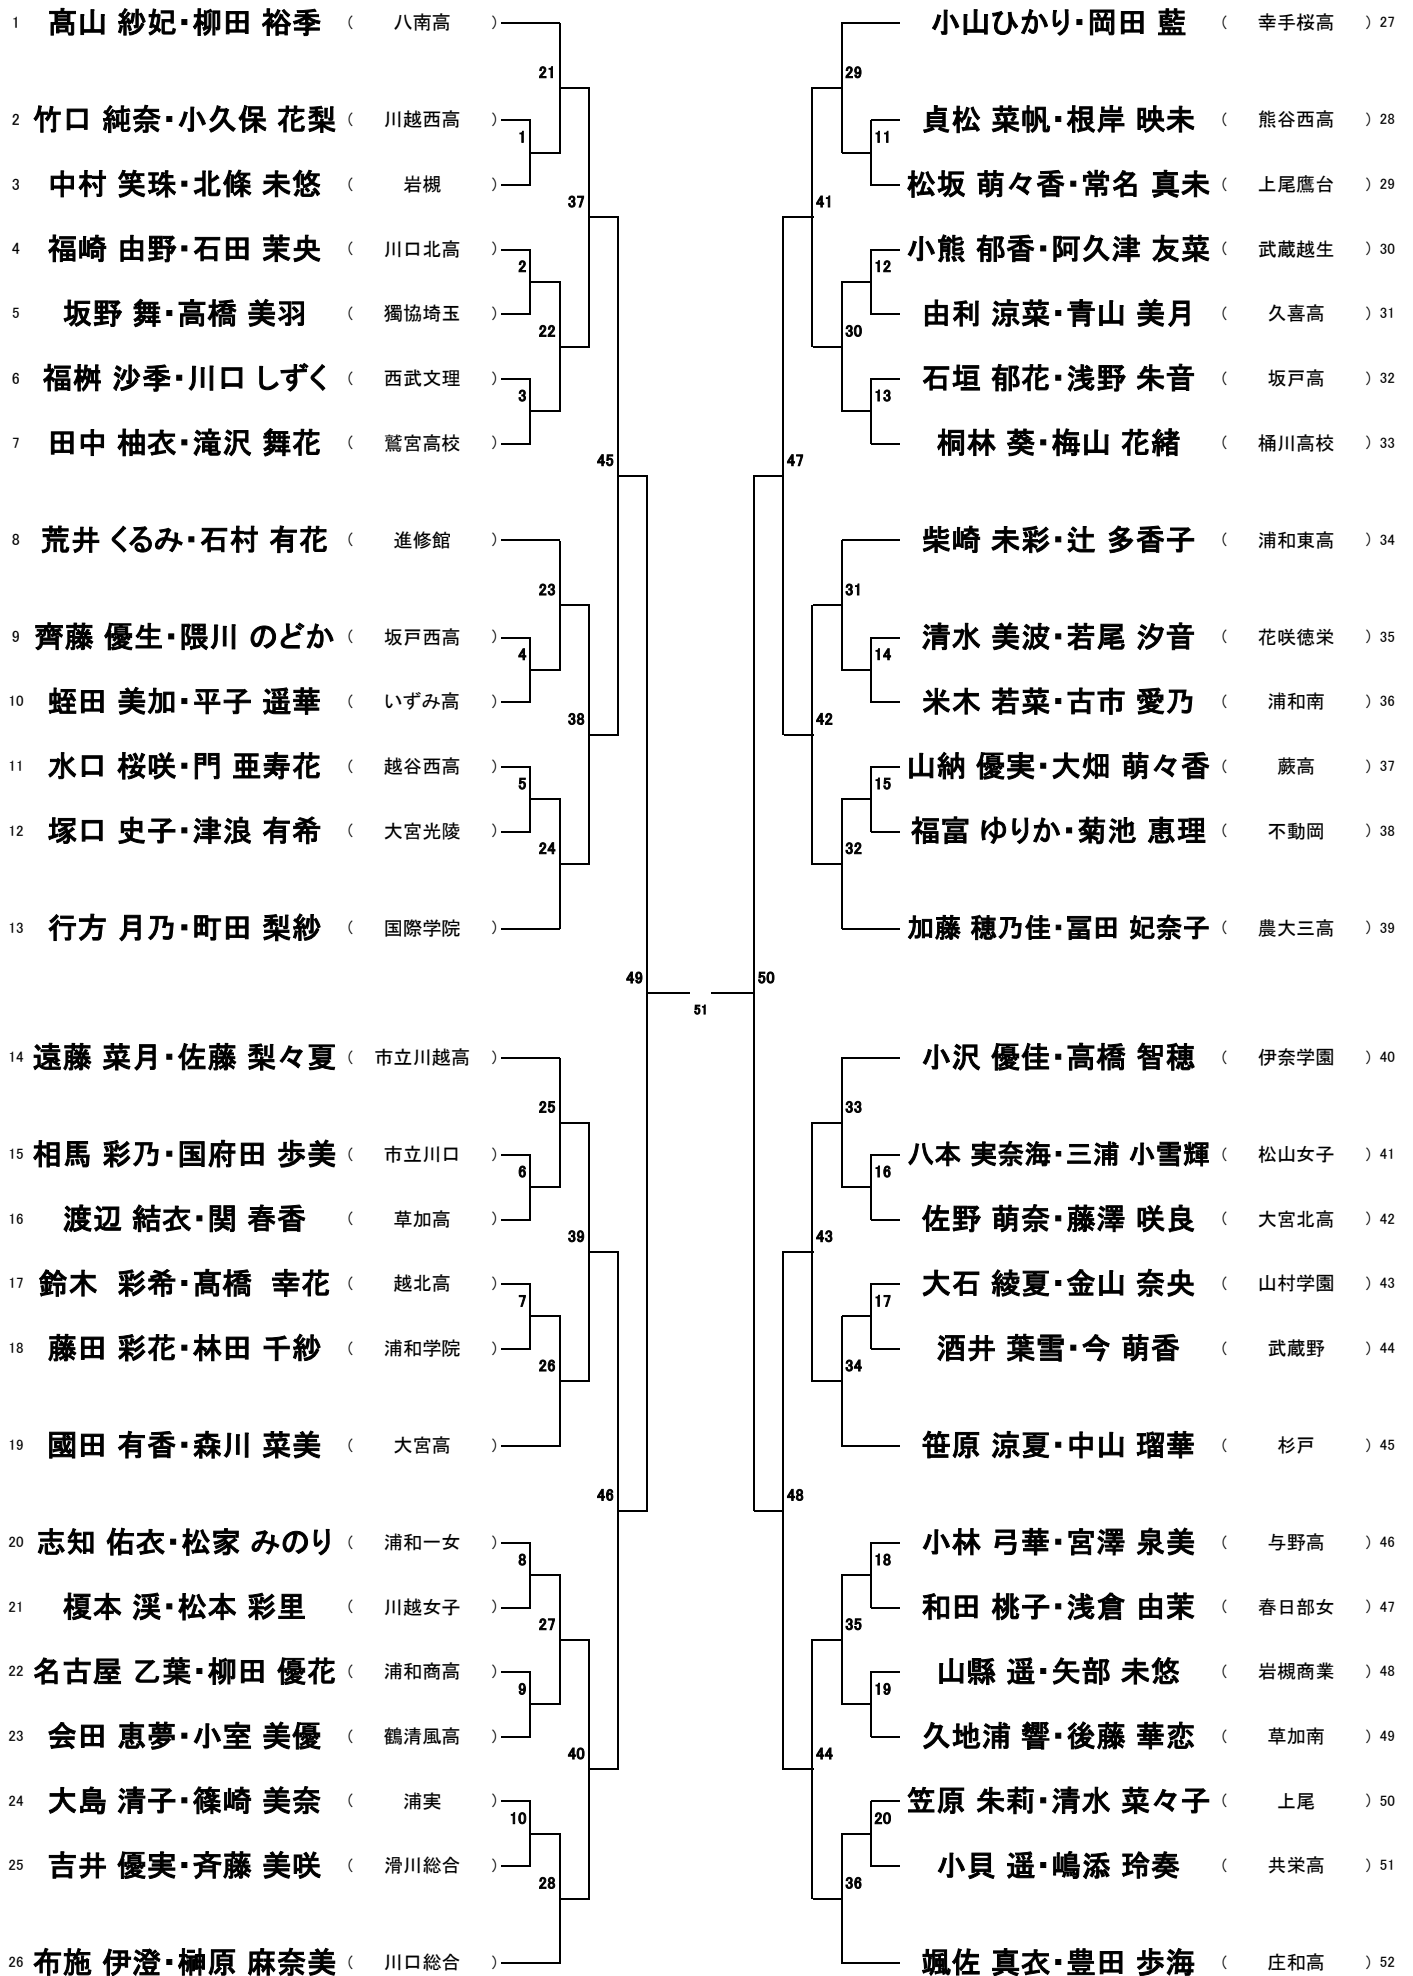 1 髙山 紗妃・柳田 裕季 （ 八南高 ）
21
2 竹口 純奈・小久保 花梨 （ 川越西高 ）
1
3 中村 笑珠・北條 未悠 （ 岩槻 ）
37
4 福崎 由野・石田 茉央 （ 川口北高 ）
2
5 坂野 舞・高橋 美羽 （ 獨協埼玉 ）
22
6 福桝 沙季・川口 しずく （ 西武文理 ）
3
7 田中 柚衣・滝沢 舞花 （ 鷲宮高校 ）
45
8 荒井 くるみ・石村 有花 （ 進修館 ）
23
9 齊藤 優生・隈川 のどか （ 坂戸西高 ）
4
10 蛭田 美加・平子 遥華 （ いずみ高 ）
38
11 水口 桜咲・門 亜寿花 （ 越谷西高 ）
5
12 塚口 史子・津浪 有希 （ 大宮光陵 ）
24
13 行方 月乃・町田 梨紗 （ 国際学院 ）
49
14 遠藤 菜月・佐藤 梨々夏 （ 市立川越高 ）
25
15 相馬 彩乃・国府田 歩美 （ 市立川口 ）
6
16 渡辺 結衣・関 春香 （ 草加高 ）
39
17 鈴木 彩希・髙橋 幸花 （ 越北高 ）
7
18 藤田 彩花・林田 千紗 （ 浦和学院 ）
26
19 國田 有香・森川 菜美 （ 大宮高 ）
46
20 志知 佑衣・松家 みのり （ 浦和一女 ）
8
21 榎本 渓・松本 彩里 （ 川越女子 ）
27
22 名古屋 乙葉・柳田 優花 （ 浦和商高 ）
9
23 会田 恵夢・小室 美優 （ 鶴清風高 ）
40
24 大島 清子・篠崎 美奈 （ 浦実 ）
10
25 吉井 優実・斉藤 美咲 （ 滑川総合 ）
28
26 布施 伊澄・榊原 麻奈美 （ 川口総合 ）
51
小山ひかり・岡田 藍 （ 幸手桜高 ） 27
29
貞松 菜帆・根岸 映未 （ 熊谷西高 ） 28
11
松坂 萌々香・常名 真未 （ 上尾鷹台 ） 29
41
小熊 郁香・阿久津 友菜 （ 武蔵越生 ） 30
12
由利 涼菜・青山 美月 （ 久喜高 ） 31
30
石垣 郁花・浅野 朱音 （ 坂戸高 ） 32
13
桐林 葵・梅山 花緒 （ 桶川高校 ） 33
47
柴崎 未彩・辻 多香子 （ 浦和東高 ） 34
31
清水 美波・若尾 汐音 （ 花咲徳栄 ） 35
14
米木 若菜・古市 愛乃 （ 浦和南 ） 36
42
山納 優実・大畑 萌々香 （ 蕨高 ） 37
15
福富 ゆりか・菊池 恵理 （ 不動岡 ） 38
32
加藤 穂乃佳・冨田 妃奈子 （ 農大三高 ） 39
50
小沢 優佳・高橋 智穂 （ 伊奈学園 ） 40
33
八本 実奈海・三浦 小雪輝 （ 松山女子 ） 41
16
佐野 萌奈・藤澤 咲良 （ 大宮北高 ） 42
43
大石 綾夏・金山 奈央 （ 山村学園 ） 43
17
酒井 葉雪・今 萌香 （ 武蔵野 ） 44
34
笹原 涼夏・中山 瑠華 （ 杉戸 ） 45
48
小林 弓華・宮澤 泉美 （ 与野高 ） 46
18
和田 桃子・浅倉 由茉 （ 春日部女 ） 47
35
山縣 遥・矢部 未悠 （ 岩槻商業 ） 48
19
久地浦 響・後藤 華恋 （ 草加南 ） 49
44
笠原 朱莉・清水 菜々子 （ 上尾 ） 50
20
小貝 遥・嶋添 玲奏 （ 共栄高 ） 51
36
颯佐 真衣・豊田 歩海 （ 庄和高 ） 52